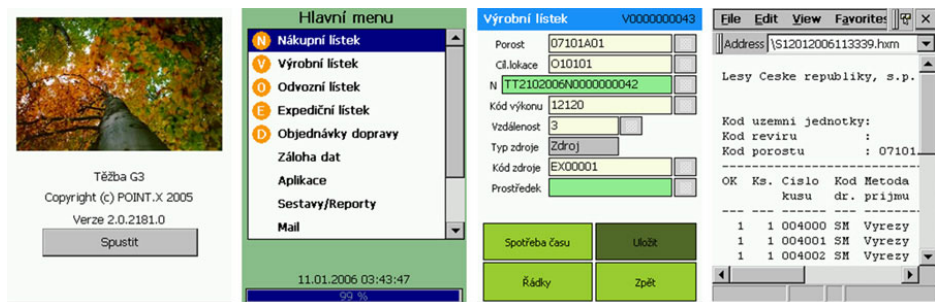 Těžba G3
Copyright (c) POINT.X 2005
Verze 2.0.2181.0
Spustit
Hlavní menu
N Nákupní lístek
V Výrobní lístek
O Odvozní lístek
E Expediční lístek
D Objednávky dopravy
Záloha dat
Aplikace
Sestavy/Reporty
Mail
11.01.2006 03:43:47
99 %
Výrobní lístek V0000000043
Porost 07101A01
Cíl.lokace O10101
N TT2102006N0000000042
Kód výkonu 12120
Vzdálenost 3
Typ zdroje Zdroj
Kód zdroje EX00001
Prostředek
Spotřeba času Uložit
Řádky Zpět
File Edit View Favorites
Address \S12012006113339.hxm
Lesy Ceske republiky, s.p.
Kod uzemni jednotky:
Kod reviru :
Kod porostu : 07101
OK Ks. Cislo Kod Metoda
kusu dr. prijmu
1 1 004000 SM Vyrezy
1 1 004001 SM Vyrezy
1 1 004002 SM Vyrezy